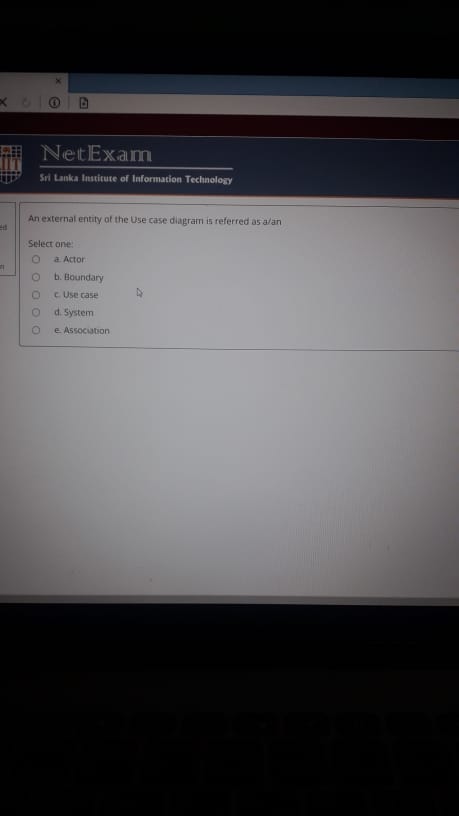 NetExam
Sri Lanka Institute of Information Technology
An external entity of the Use case diagram is referred as a/an
Select one:
a. Actor
b. Boundary
c. Use case
d. System
e. Association